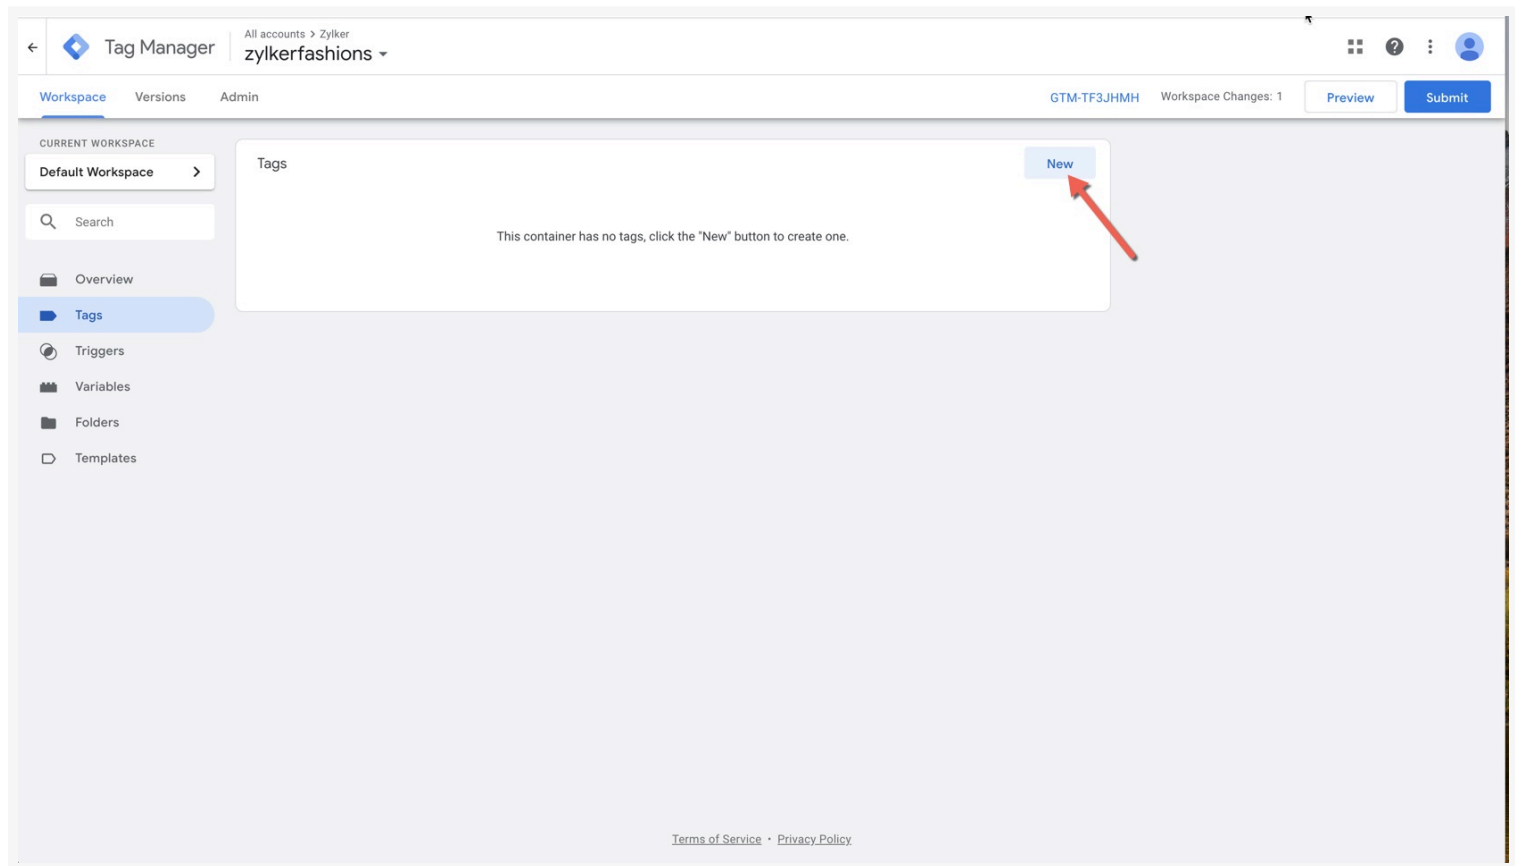 Tag Manager
All accounts > Zylker
zylkerfashions
Workspace Versions Admin
GTM-TF3JHMH Workspace Changes: 1 Preview Submit
CURRENT WORKSPACE
Default Workspace
Search
Overview
Tags
Triggers
Variables
Folders
Templates
Tags
New
This container has no tags, click the "New" button to create one.
Terms of Service · Privacy Policy